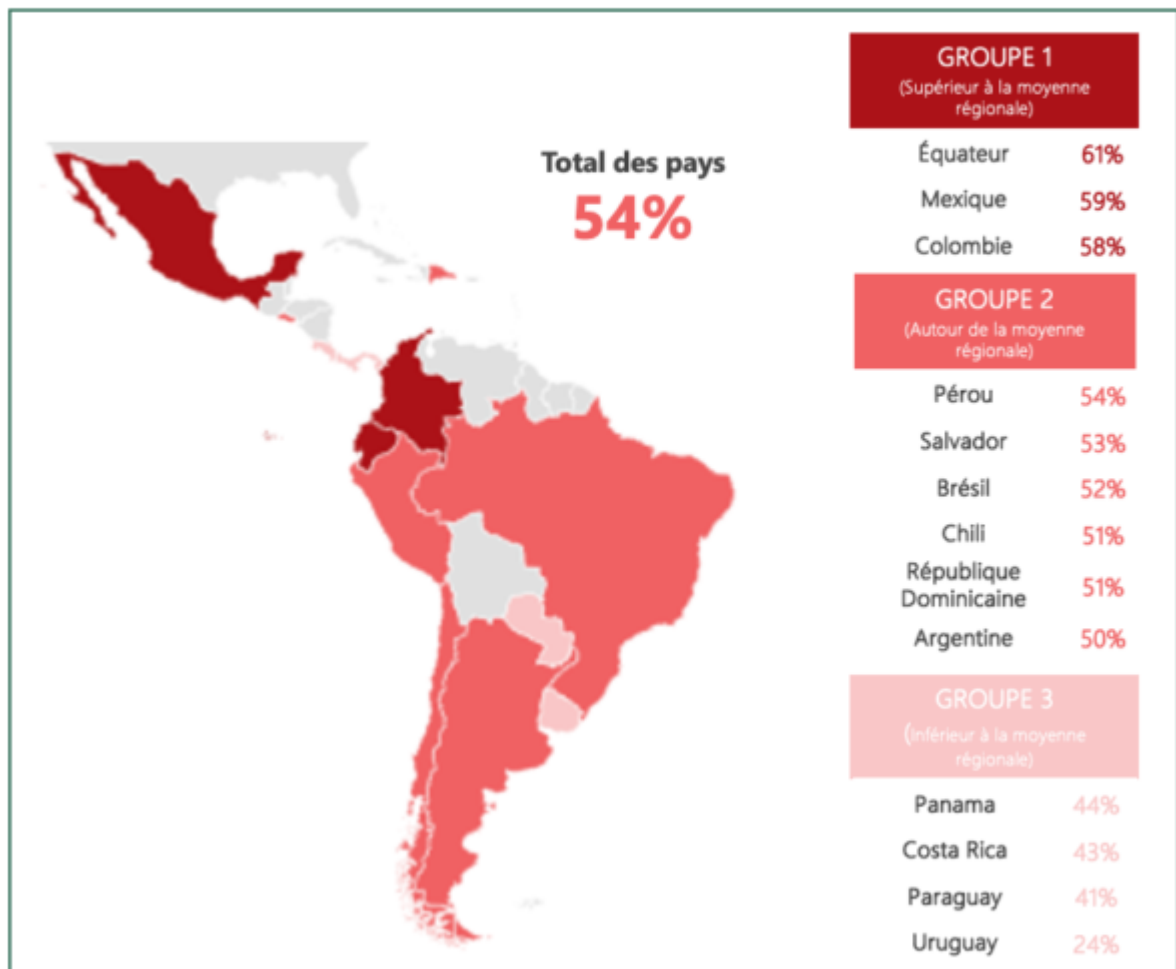 Total des pays
54%
GROUPE 1
(Supérieur à la moyenne
régionale)
Équateur 61%
Mexique 59%
Colombie 58%
GROUPE 2
(Autour de la moyenne
régionale)
Pérou 54%
Salvador 53%
Brésil 52%
Chili 51%
République
Dominicaine 51%
Argentine 50%
GROUPE 3
(Inférieur à la moyenne
régionale)
Panama 44%
Costa Rica 43%
Paraguay 41%
Uruguay 24%